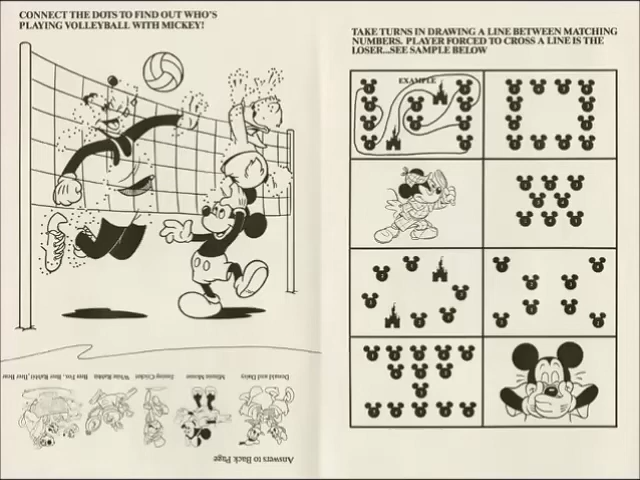 CONNECT THE DOTS TO FIND OUT WHO'S
PLAYING VOLLEYBALL WITH MICKEY!
TAKE TURNS IN DRAWING A LINE BETWEEN MATCHING
NUMBERS. PLAYER FORCED TO CROSS A LINE IS THE
LOSER...SEE SAMPLE BELOW
EXAMPLE
Answers to Back Page
Donald and Daisy
Minnie Mouse
Jiminy Cricket
White Rabbit
Brer Fox, Brer Rabbit, Brer Bear